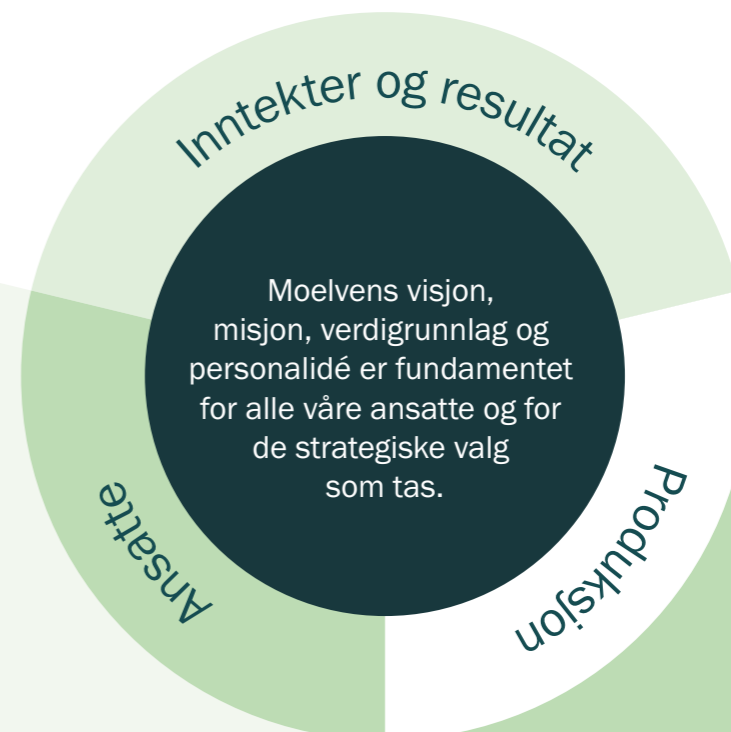 Inntekter og resultat
Moelvens visjon,
misjon, verdigrunnlag og
personalidé er fundamentet
for alle våre ansatte og for
de strategiske valg
som tas.
Ansatte
Produksjon